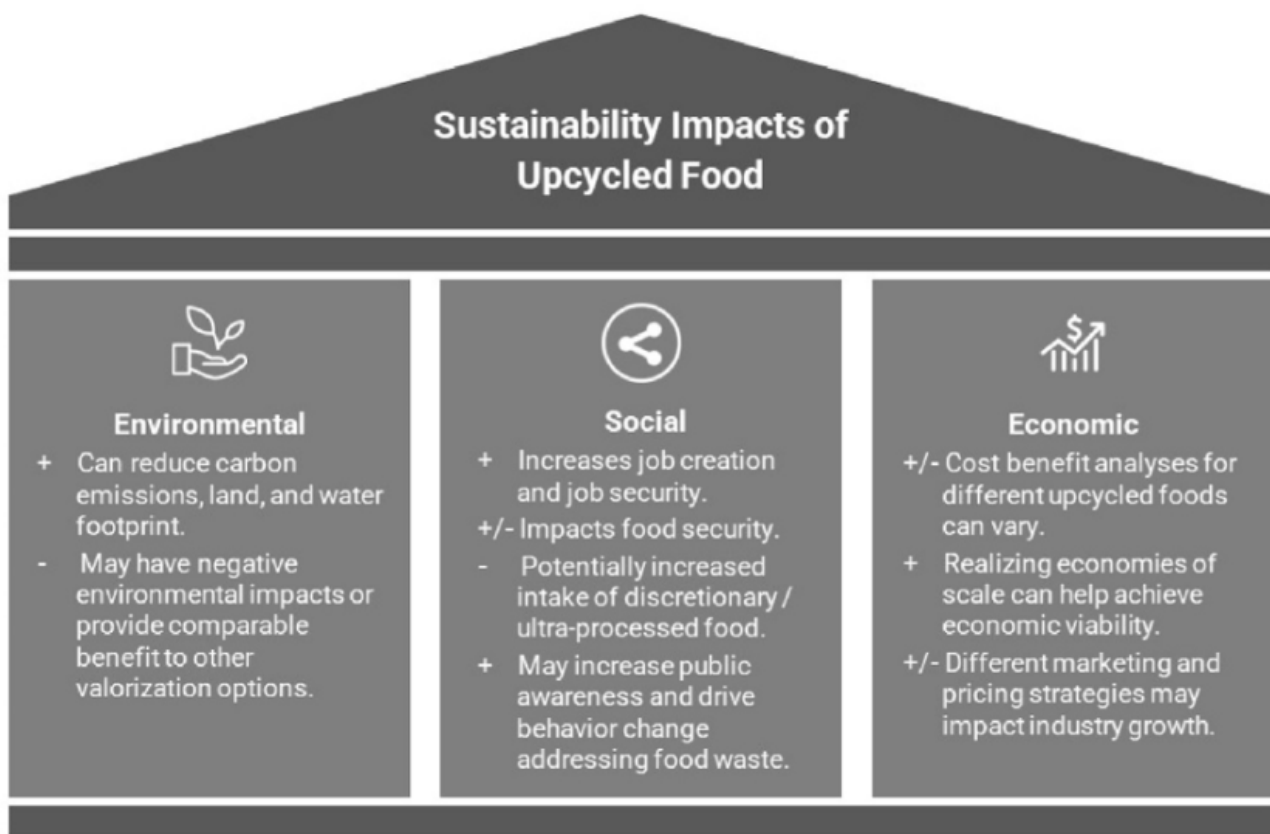 Sustainability Impacts of
Upcycled Food
Environmental
+ Can reduce carbon
emissions, land, and water
footprint.
- May have negative
environmental impacts or
provide comparable
benefit to other
valorization options.
Social
+ Increases job creation
and job security.
+/- Impacts food security.
- Potentially increased
intake of discretionary /
ultra-processed food.
+ May increase public
awareness and drive
behavior change
addressing food waste.
$
Economic
+/- Cost benefit analyses for
different upcycled foods
can vary.
+ Realizing economies of
scale can help achieve
economic viability.
+/- Different marketing and
pricing strategies may
impact industry growth.